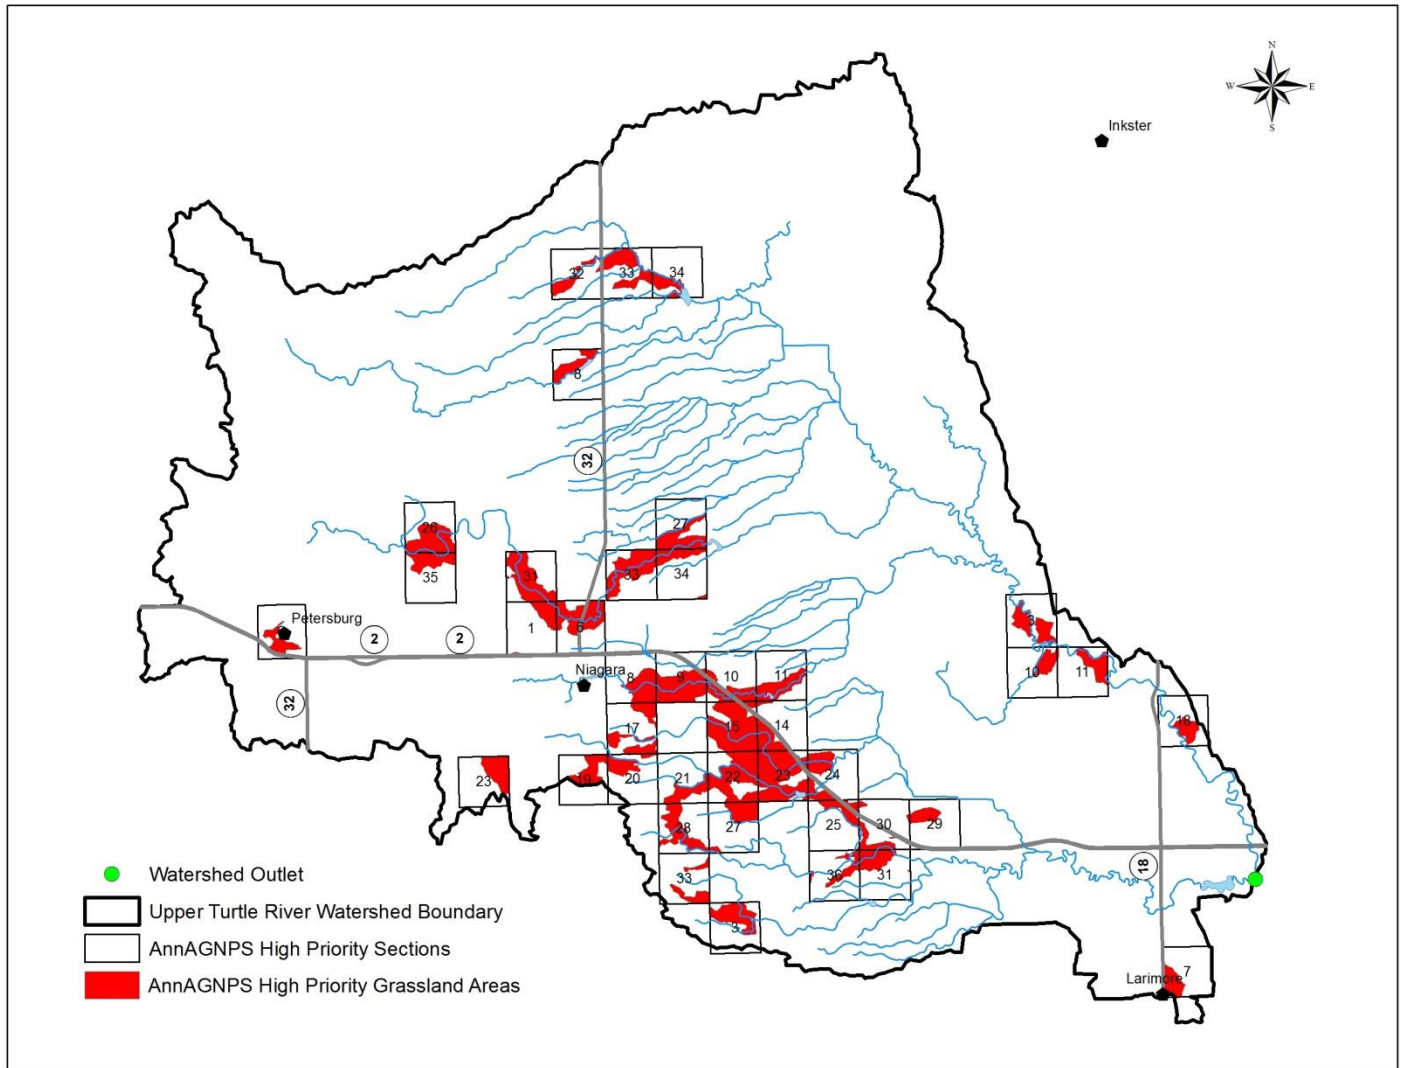 N
W E
S
Inkster
32 33 34
8
32
27
26
33 34
35
31
1 6
3
Petersburg
2 2
Niagara
10 11
8 9 10 11
32
18
17 15 14
23 19 20 21 22 23 24
28 27 25 30 29
33 36 31
18
3
7
Larimore
Watershed Outlet
Upper Turtle River Watershed Boundary
AnnAGNPS High Priority Sections
AnnAGNPS High Priority Grassland Areas